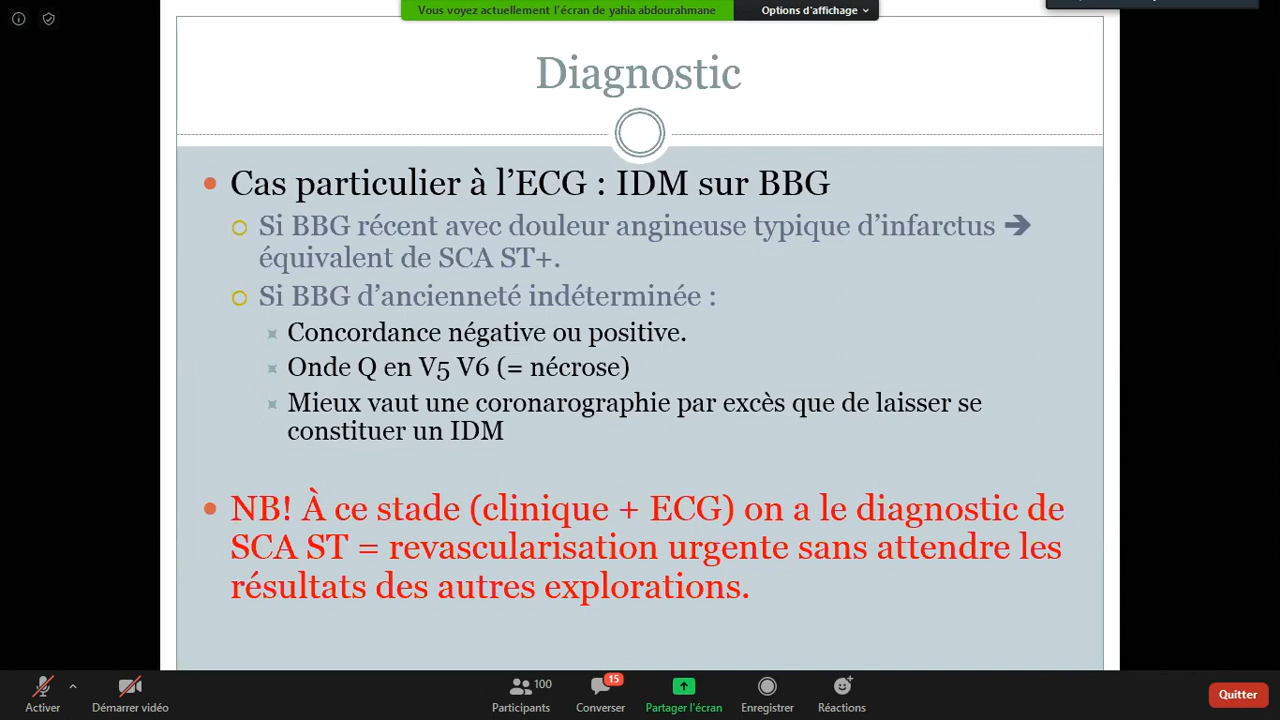 Vous voyez actuellement l'écran de yahia abdourahmane
Options d'affichage
Diagnostic
Cas particulier à l'ECG : IDM sur BBG
Si BBG récent avec douleur angineuse typique d'infarctus ➔
équivalent de SCA ST+.
Si BBG d'ancienneté indéterminée :
Concordance négative ou positive.
Onde Q en V5 V6 (= nécrose)
Mieux vaut une coronarographie par excès que de laisser se
constituer un IDM
NB! À ce stade (clinique + ECG) on a le diagnostic de
SCA ST = revascularisation urgente sans attendre les
résultats des autres explorations.
100
15
Activer
Démarrer vidéo
Participants
Converser
Partager l'écran
Enregistrer
Réactions
Quitter